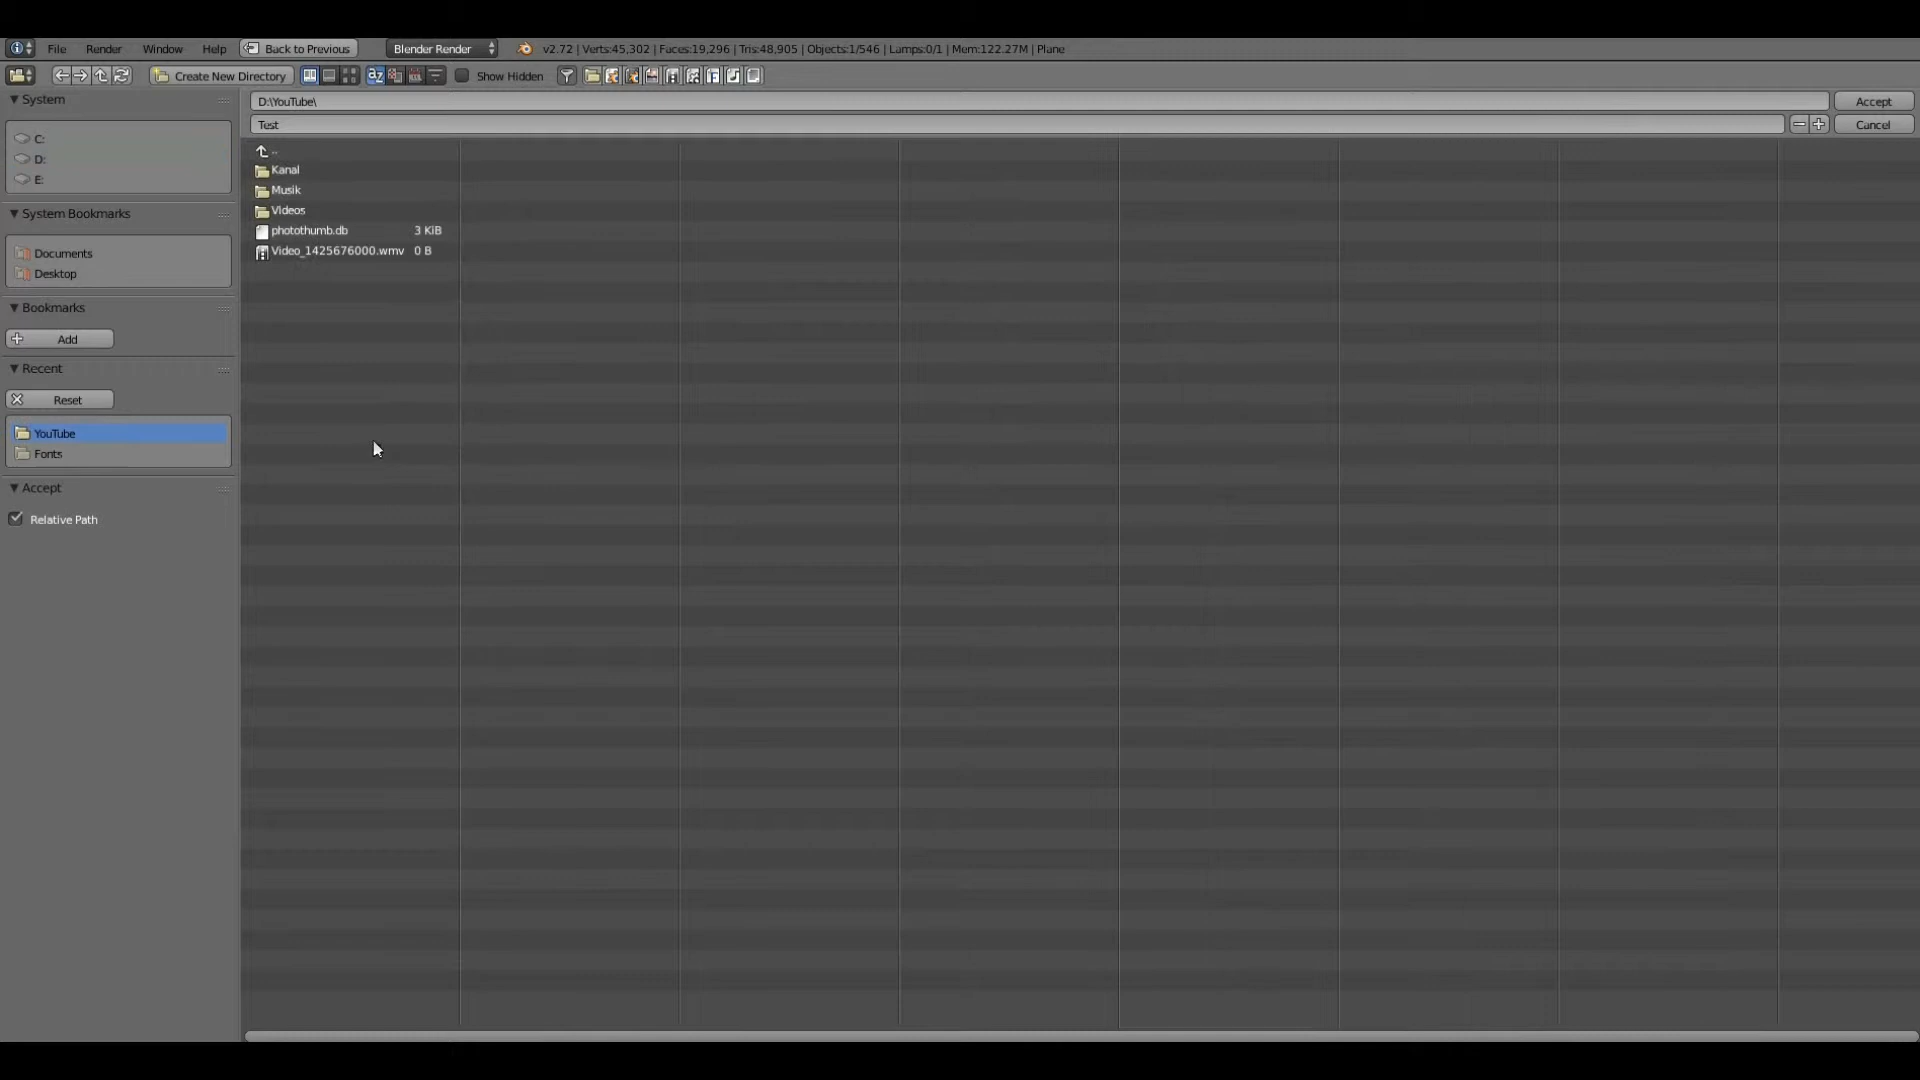 File Render Window Help Back to Previous Blender Render v2.72 | Verts:45,302 | Faces:19,296 | Tris:48,905 | Objects:1/546 | Lamps:0/1 | Mem:122.27M | Plane
Create New Directory Show Hidden
System
C:
D:
E:
System Bookmarks
Documents
Desktop
Bookmarks
Add
Recent
Reset
YouTube
Fonts
Accept
Relative Path
D:\YouTube\ Accept
Test Cancel
..
Kanal
Musik
Videos
photothumb.db 3 KiB
Video_1425676000.wmv 0 B